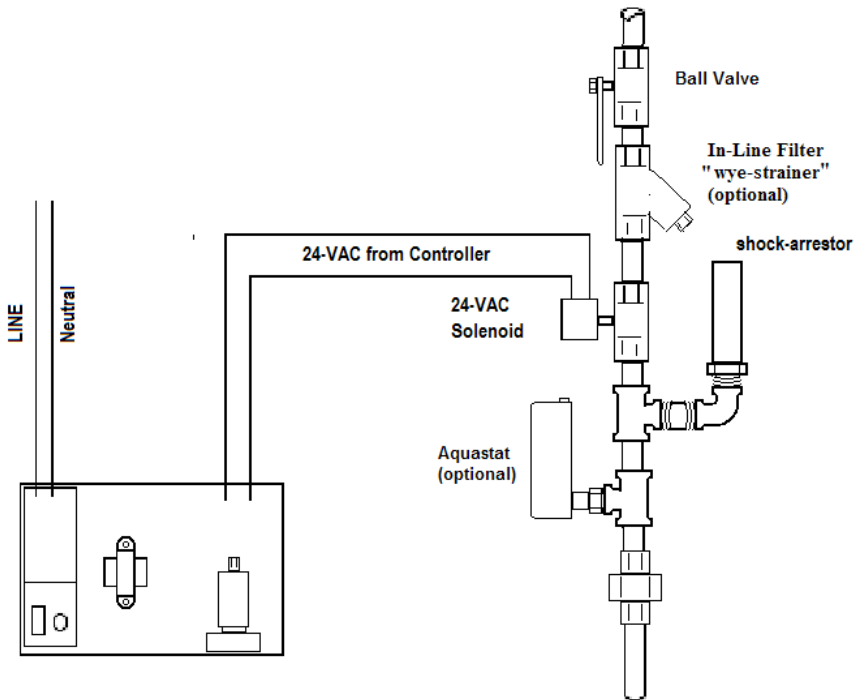 Ball Valve
In-Line Filter
"wye-strainer"
(optional)
shock-arrestor
24-VAC from Controller
24-VAC
Solenoid
LINE
Neutral
Aquastat
(optional)